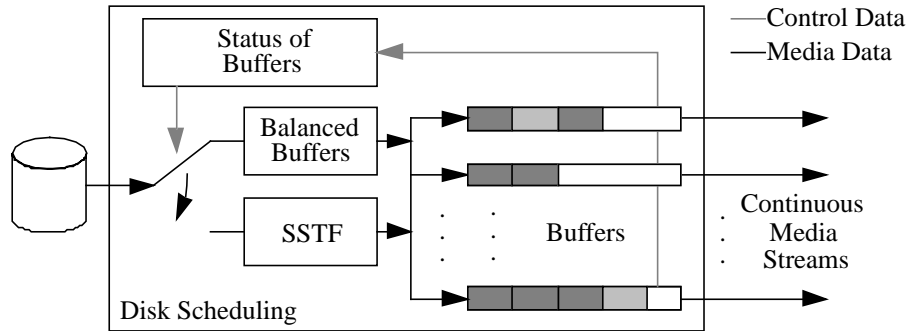 Status of
Buffers
Control Data
Media Data
Balanced
Buffers
SSTF
Buffers
Continuous
Media
Streams
Disk Scheduling